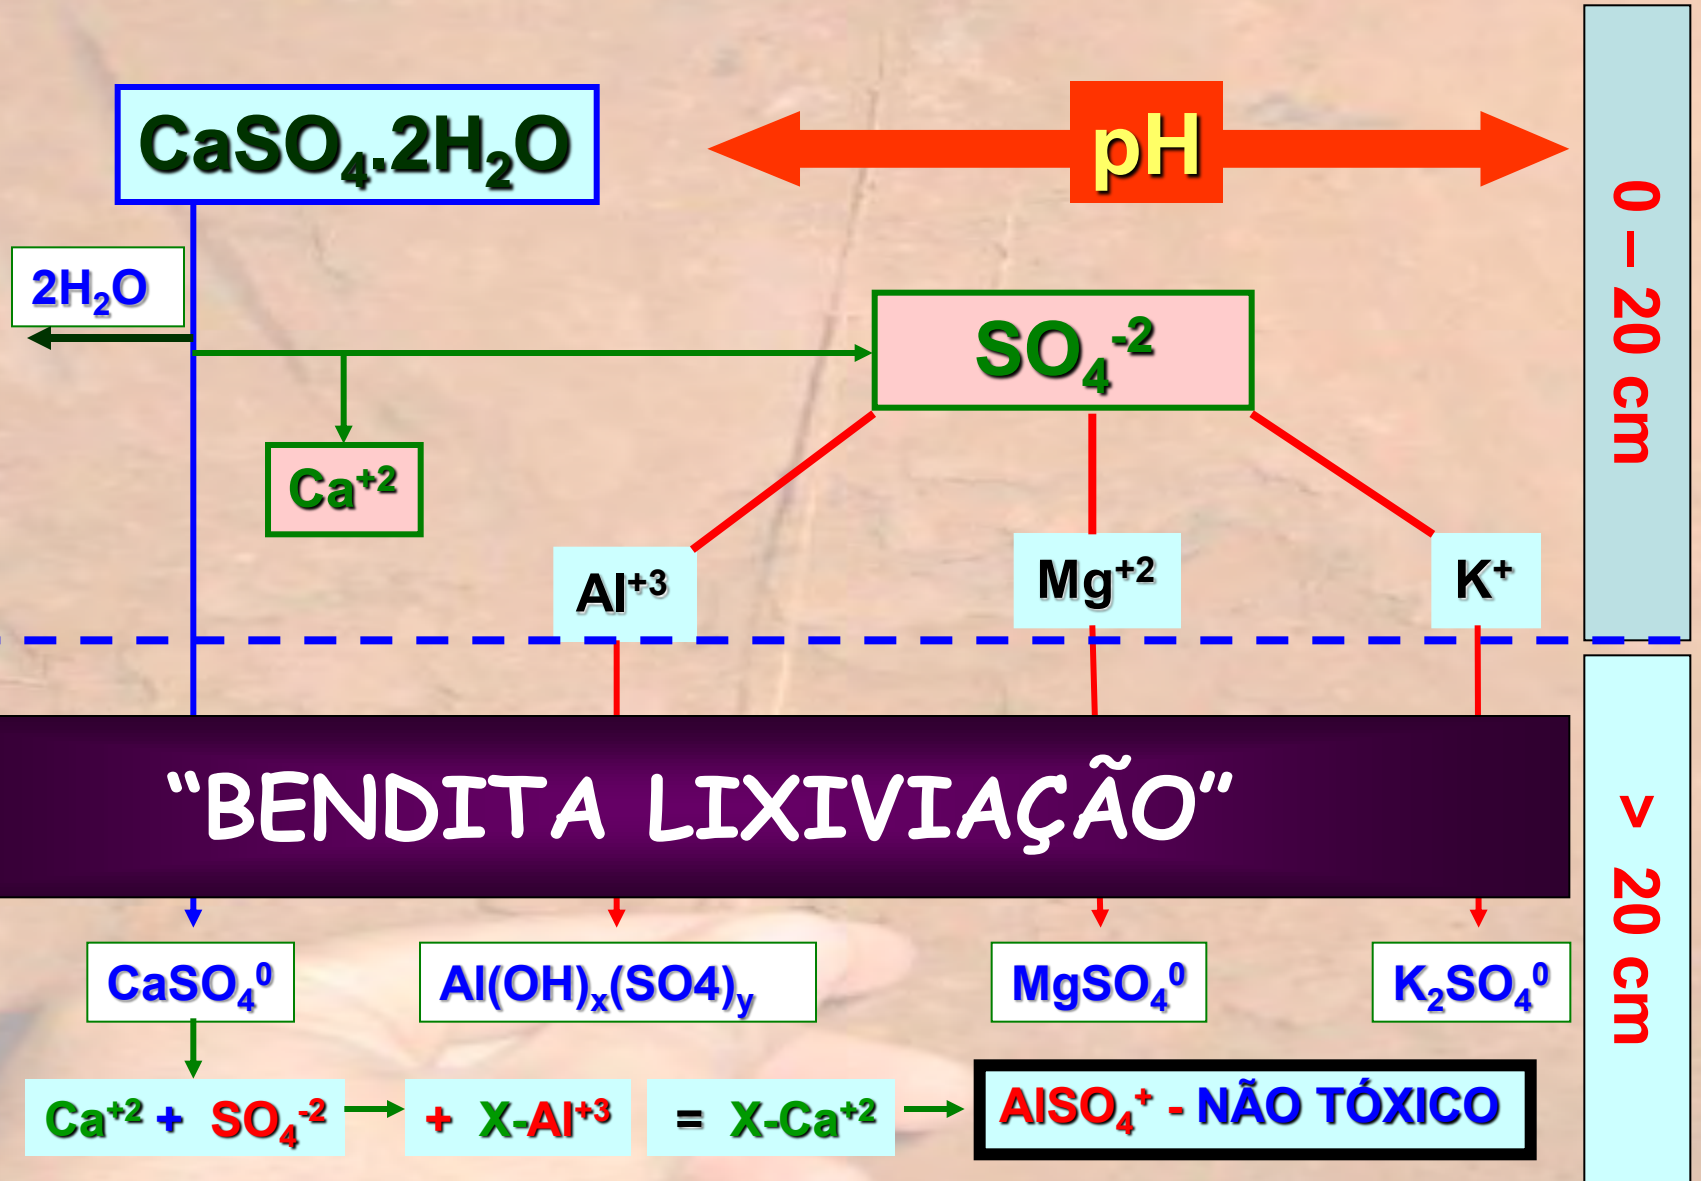 CaSO₄.2H₂O
pH
0 – 20 cm
2H₂O
SO₄⁻²
Ca⁺²
Al⁺³
Mg⁺²
K⁺
“BENDITA LIXIVIAÇÃO”
> 20 cm
CaSO₄⁰
Al(OH)ₓ(SO4)ᵧ
MgSO₄⁰
K₂SO₄⁰
Ca⁺² + SO₄⁻² + X-Al⁺³ = X-Ca⁺² AlSO₄⁺ - NÃO TÓXICO